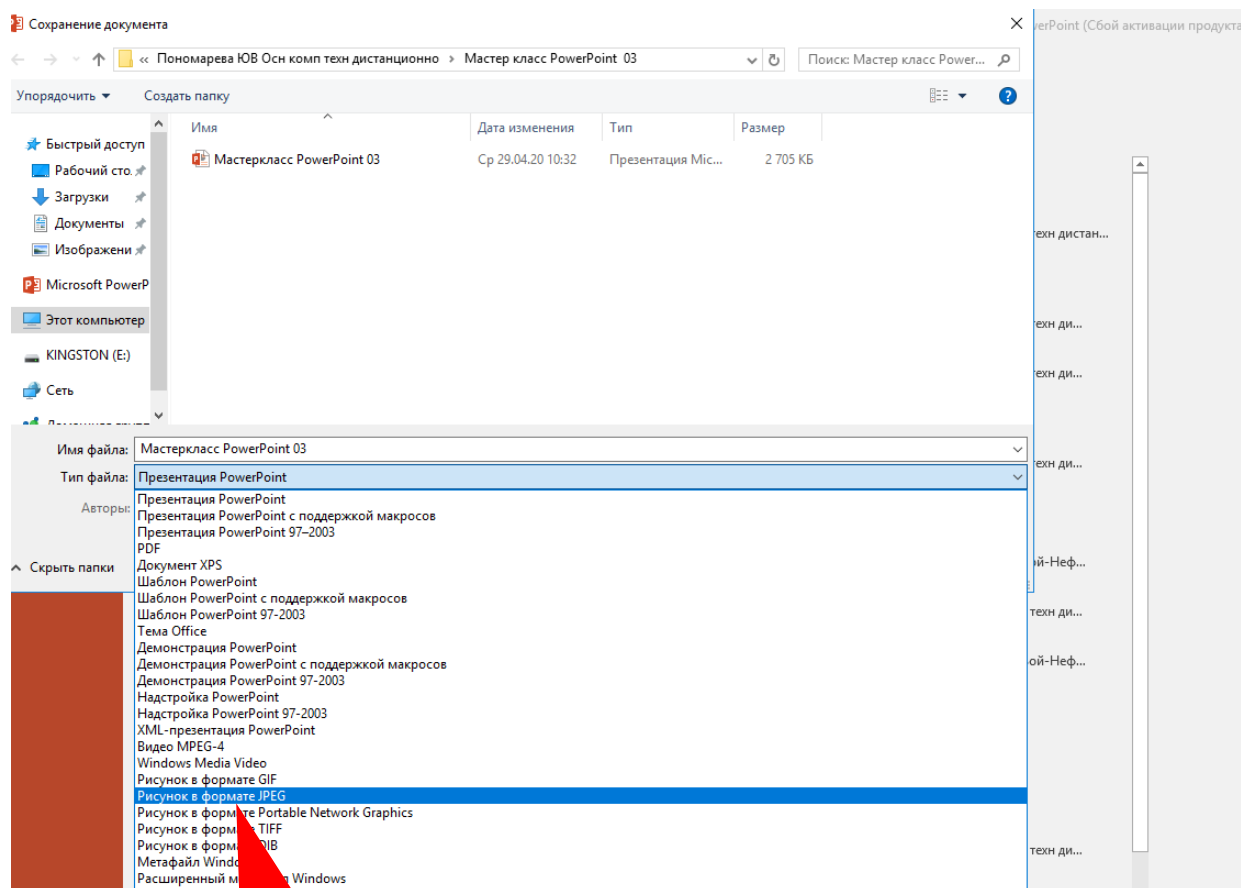 Сохранение документа
verPoint (Сбой активации продукта
« Пономарева ЮВ Осн комп техн дистанционно › Мастер класс PowerPoint 03
Поиск: Мастер класс Power...
Упорядочить
Создать папку
Имя
Дата изменения
Тип
Размер
Быстрый доступ
Мастеркласс PowerPoint 03
Ср 29.04.20 10:32
Презентация Mic...
2 705 КБ
Рабочий сто.
Загрузки
Документы
Изображени
Microsoft PowerP
Этот компьютер
KINGSTON (E:)
Сеть
техн дистан...
техн ди...
техн ди...
Имя файла: Мастеркласс PowerPoint 03
Тип файла: Презентация PowerPoint
техн ди...
Авторы:
Скрыть папки
Презентация PowerPoint
Презентация PowerPoint с поддержкой макросов
Презентация PowerPoint 97–2003
PDF
Документ XPS
Шаблон PowerPoint
Шаблон PowerPoint с поддержкой макросов
Шаблон PowerPoint 97-2003
Тема Office
Демонстрация PowerPoint
Демонстрация PowerPoint с поддержкой макросов
Демонстрация PowerPoint 97-2003
Надстройка PowerPoint
Надстройка PowerPoint 97-2003
XML-презентация PowerPoint
Видео MPEG-4
Windows Media Video
Рисунок в формате GIF
Рисунок в формате JPEG
Рисунок в формате Portable Network Graphics
Рисунок в форма TIFF
Рисунок в форма DIB
Метафайл Windo
Расширенный м Windows
ой-Неф...
техн ди...
ой-Неф...
техн ди...